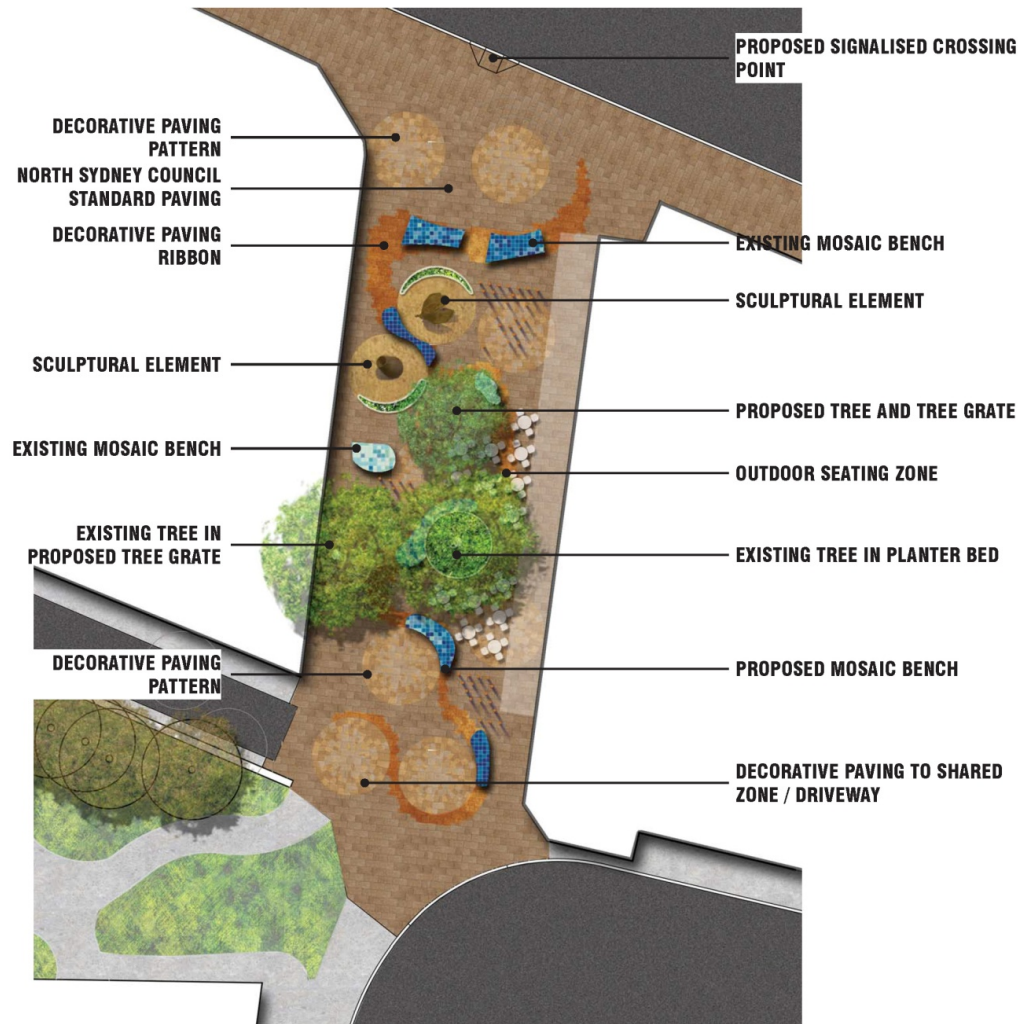 PROPOSED SIGNALISED CROSSING
POINT
DECORATIVE PAVING
PATTERN
NORTH SYDNEY COUNCIL
STANDARD PAVING
DECORATIVE PAVING
RIBBON
EXISTING MOSAIC BENCH
SCULPTURAL ELEMENT
SCULPTURAL ELEMENT
PROPOSED TREE AND TREE GRATE
EXISTING MOSAIC BENCH
OUTDOOR SEATING ZONE
EXISTING TREE IN
PROPOSED TREE GRATE
EXISTING TREE IN PLANTER BED
DECORATIVE PAVING
PATTERN
PROPOSED MOSAIC BENCH
DECORATIVE PAVING TO SHARED
ZONE / DRIVEWAY